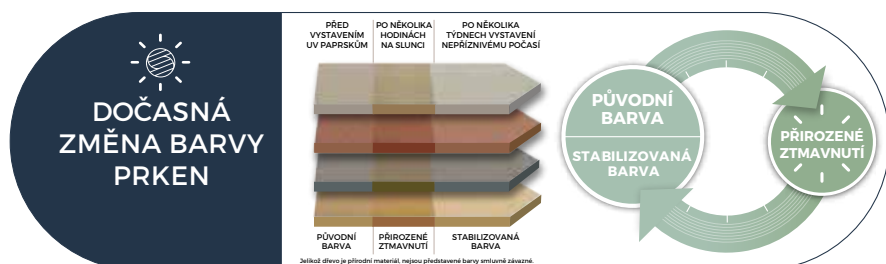 DOČASNÁ
ZMĚNA BARVY
PRKEN
PŘED
VYSTAVENÍM
UV PAPRSKŮM
PO NĚKOLIKA
HODINÁCH
NA SLUNCI
PO NĚKOLIKA
TÝDNECH VYSTAVENÍ
NEPŘÍZNIVÉMU POČASÍ
PŮVODNÍ
BARVA
PŘIROZENÉ
ZTMAVNUTÍ
STABILIZOVANÁ
BARVA
Jelikož dřevo je přírodní materiál, nejsou představené barvy smluvně závazné.
PŮVODNÍ
BARVA
STABILIZOVANÁ
BARVA
PŘIROZENÉ
ZTMAVNUTÍ